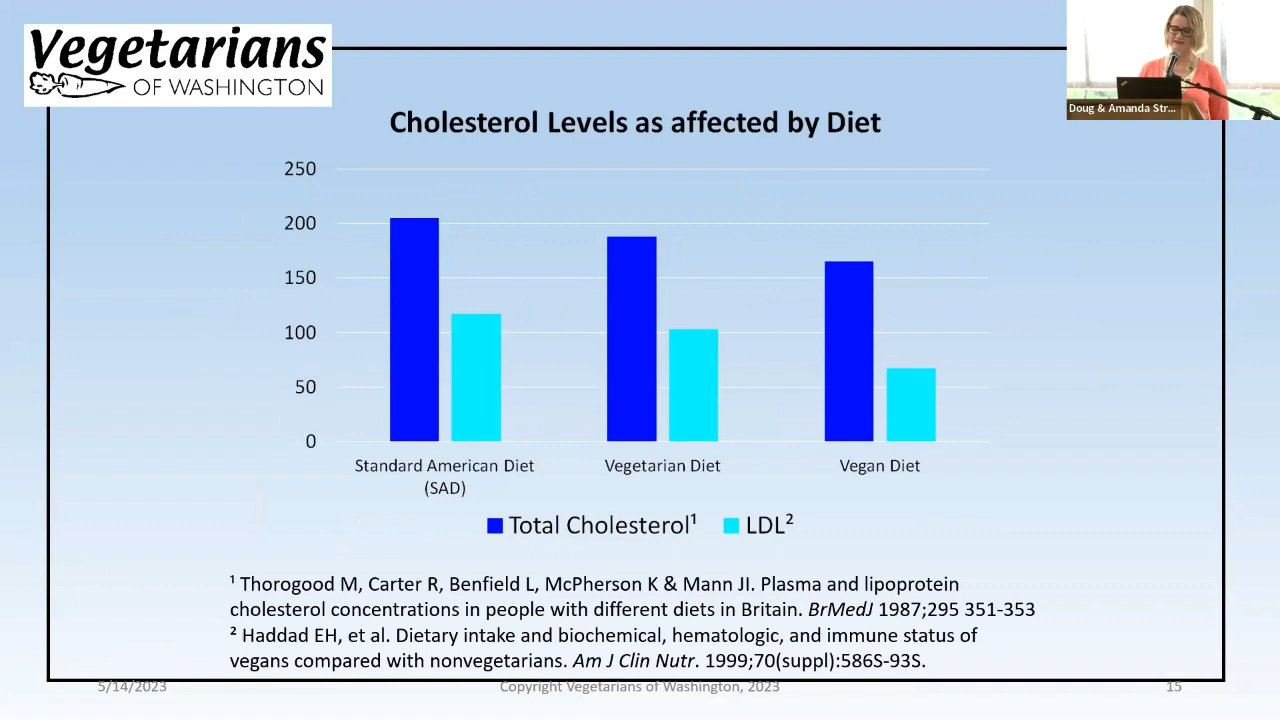 Vegetarians
OF WASHINGTON
Doug & Amanda Str...
Cholesterol Levels as affected by Diet
250
200
150
100
50
0
Standard American Diet
(SAD)
Vegetarian Diet
Vegan Diet
Total Cholesterol¹ LDL²
¹ Thorogood M, Carter R, Benfield L, McPherson K & Mann JI. Plasma and lipoprotein
cholesterol concentrations in people with different diets in Britain. BrMedJ 1987;295 351-353
² Haddad EH, et al. Dietary intake and biochemical, hematologic, and immune status of
vegans compared with nonvegetarians. Am J Clin Nutr. 1999;70(suppl):586S-93S.
5/14/2023 Copyright Vegetarians of Washington, 2023 15